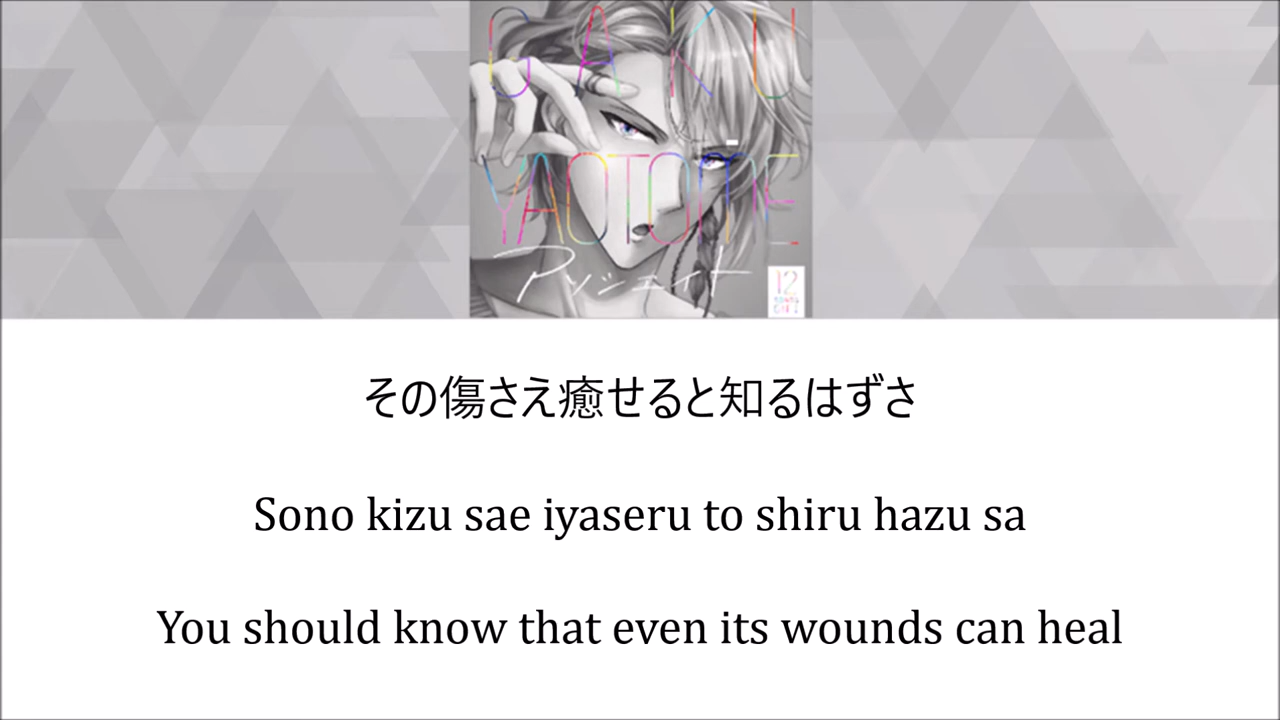 GAKU
YAOTOME
アソシエイト
12
SONGS
GIFT
その傷さえ癒せると知るはずさ
Sono kizu sae iyaseru to shiru hazu sa
You should know that even its wounds can heal